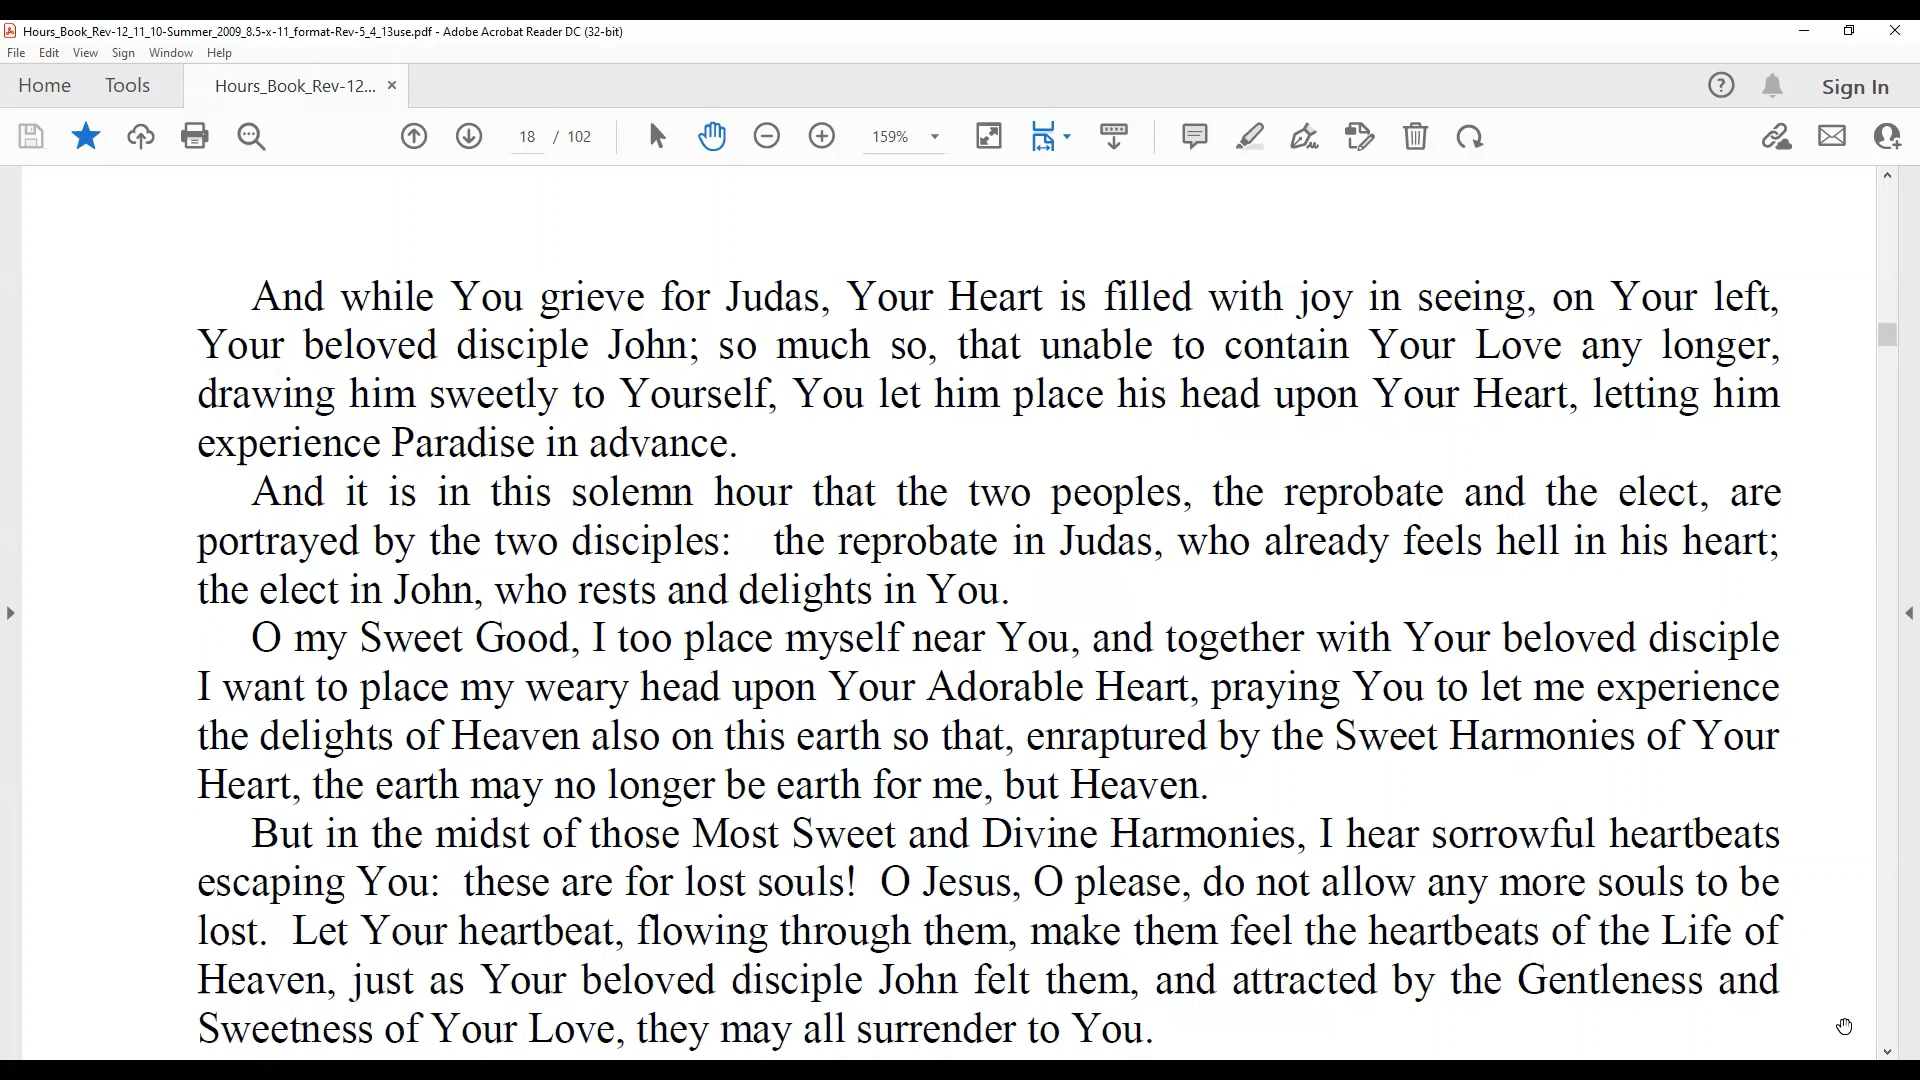 Hours_Book_Rev-12_11_10-Summer_2009_8.5-x-11_format-Rev-5_4_13use.pdf - Adobe Acrobat Reader DC (32-bit)
File Edit View Sign Window Help
Home Tools Hours_Book_Rev-12... Sign In
18 / 102 159%
And while You grieve for Judas, Your Heart is filled with joy in seeing, on Your left,
Your beloved disciple John; so much so, that unable to contain Your Love any longer,
drawing him sweetly to Yourself, You let him place his head upon Your Heart, letting him
experience Paradise in advance.
And it is in this solemn hour that the two peoples, the reprobate and the elect, are
portrayed by the two disciples: the reprobate in Judas, who already feels hell in his heart;
the elect in John, who rests and delights in You.
O my Sweet Good, I too place myself near You, and together with Your beloved disciple
I want to place my weary head upon Your Adorable Heart, praying You to let me experience
the delights of Heaven also on this earth so that, enraptured by the Sweet Harmonies of Your
Heart, the earth may no longer be earth for me, but Heaven.
But in the midst of those Most Sweet and Divine Harmonies, I hear sorrowful heartbeats
escaping You: these are for lost souls! O Jesus, O please, do not allow any more souls to be
lost. Let Your heartbeat, flowing through them, make them feel the heartbeats of the Life of
Heaven, just as Your beloved disciple John felt them, and attracted by the Gentleness and
Sweetness of Your Love, they may all surrender to You.